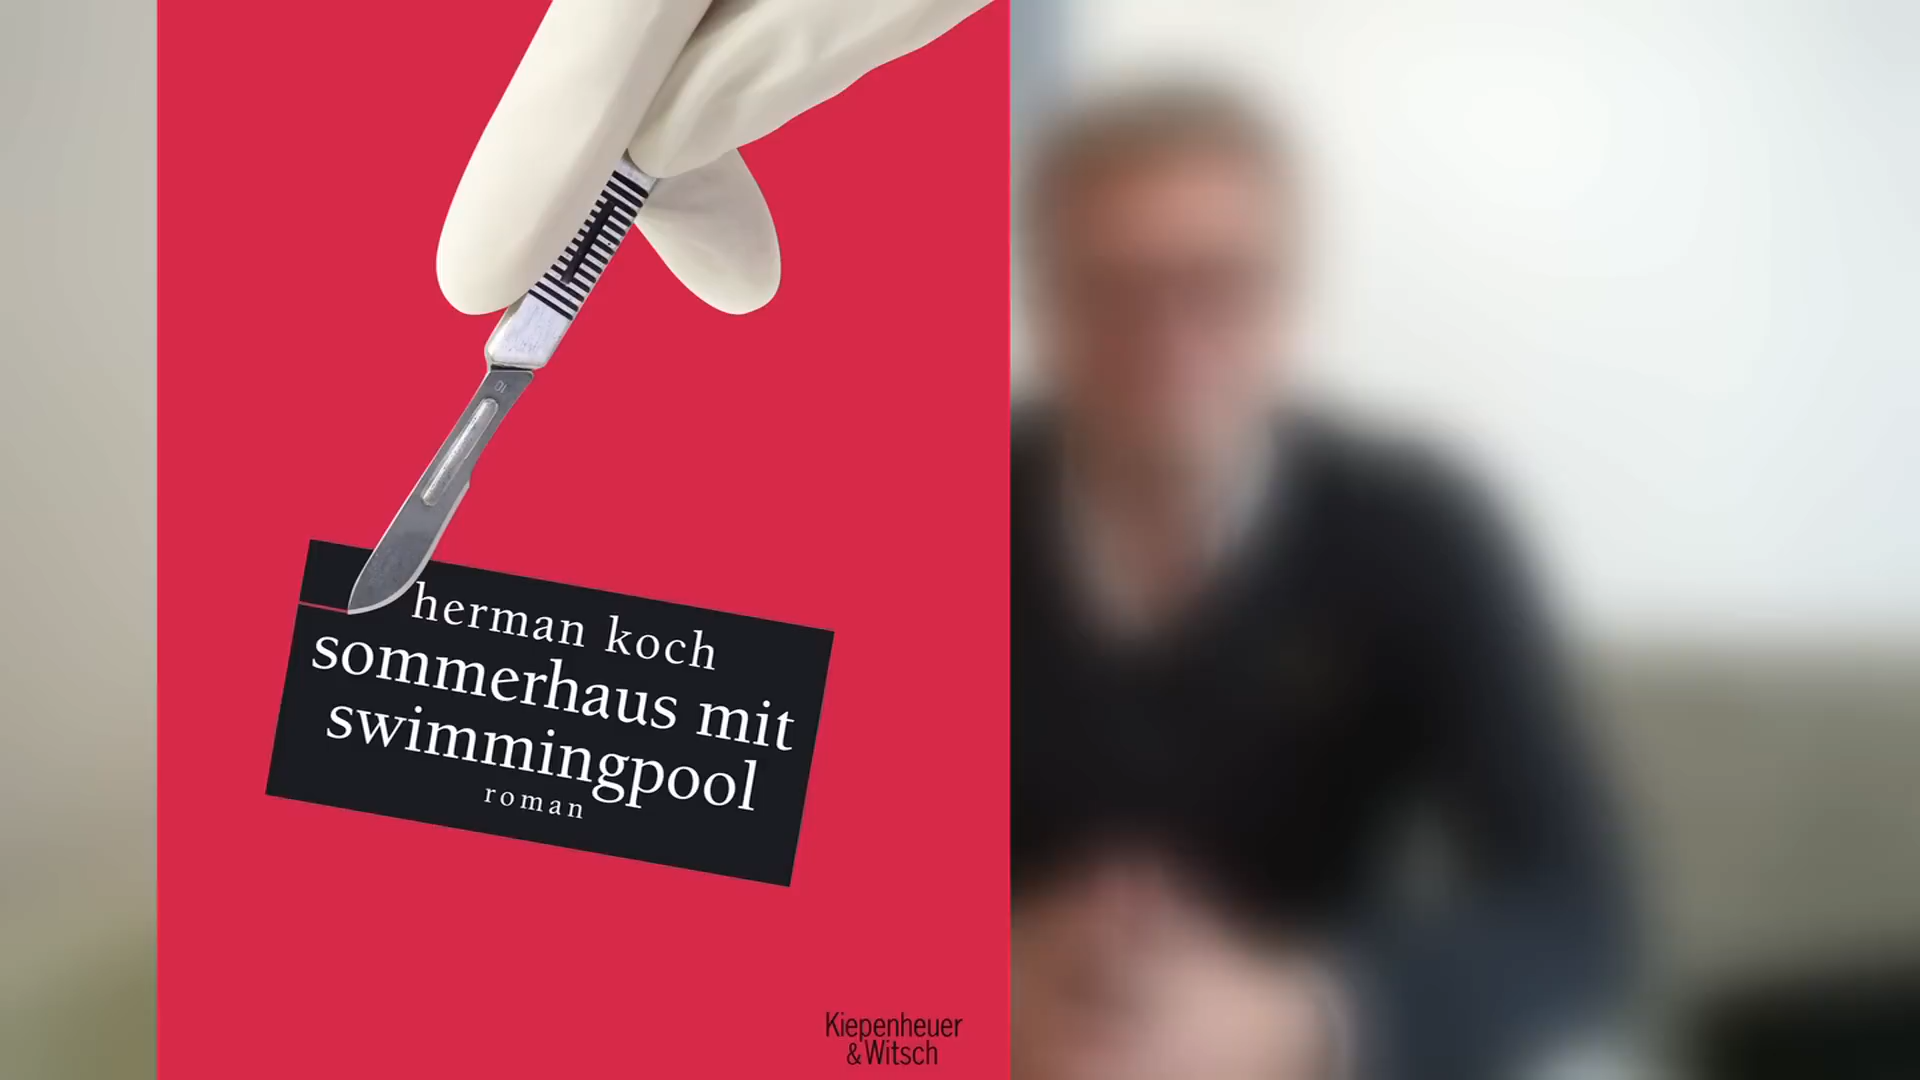 herman koch
sommerhaus mit
swimmingpool
roman
Kiepenheuer
&Witsch